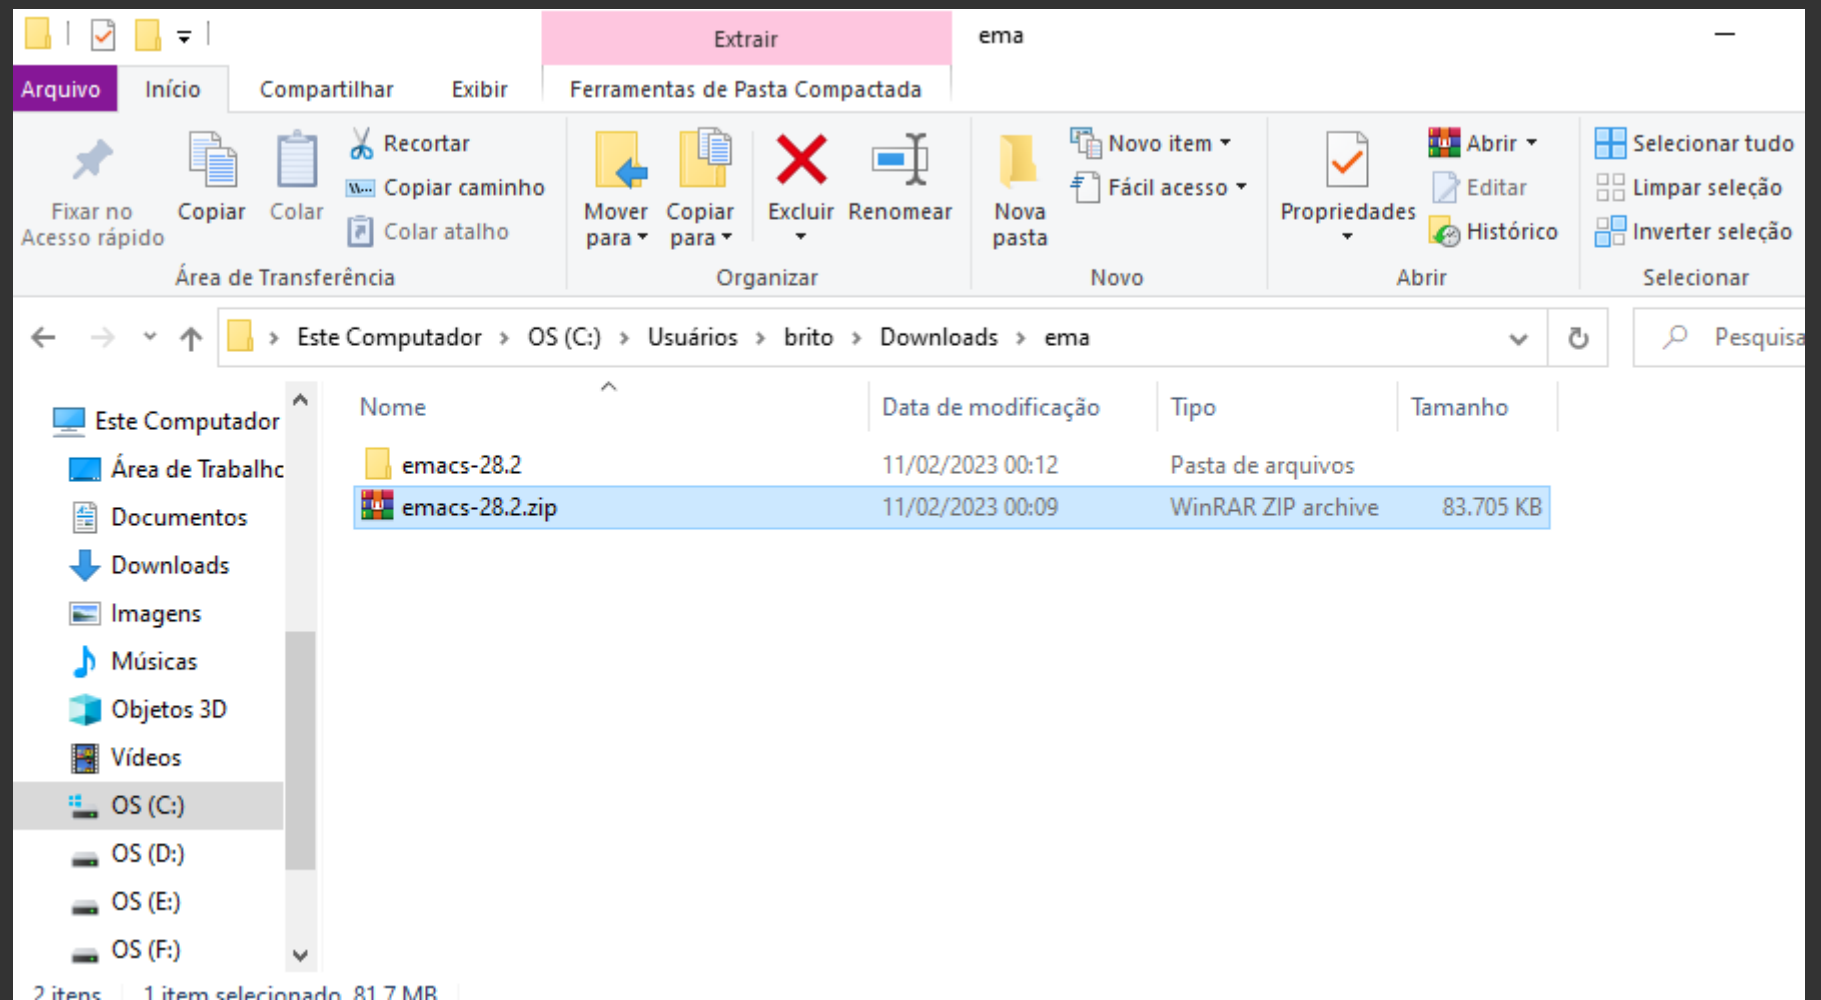 Extrair
ema
Arquivo
Início
Compartilhar
Exibir
Ferramentas de Pasta Compactada
Fixar no
Acesso rápido
Copiar
Colar
Recortar
Copiar caminho
Colar atalho
Área de Transferência
Mover
para
Copiar
para
Excluir
Renomear
Organizar
Nova
pasta
Novo item
Fácil acesso
Novo
Propriedades
Abrir
Editar
Histórico
Abrir
Selecionar tudo
Limpar seleção
Inverter seleção
Selecionar
Este Computador > OS (C:) > Usuários > brito > Downloads > ema
Pesquisa
Este Computador
Área de Trabalho
Documentos
Downloads
Imagens
Músicas
Objetos 3D
Vídeos
OS (C:)
OS (D:)
OS (E:)
OS (F:)
Nome
Data de modificação
Tipo
Tamanho
emacs-28.2
11/02/2023 00:12
Pasta de arquivos
emacs-28.2.zip
11/02/2023 00:09
WinRAR ZIP archive
83.705 KB
2 itens
1 item selecionado 81,7 MB